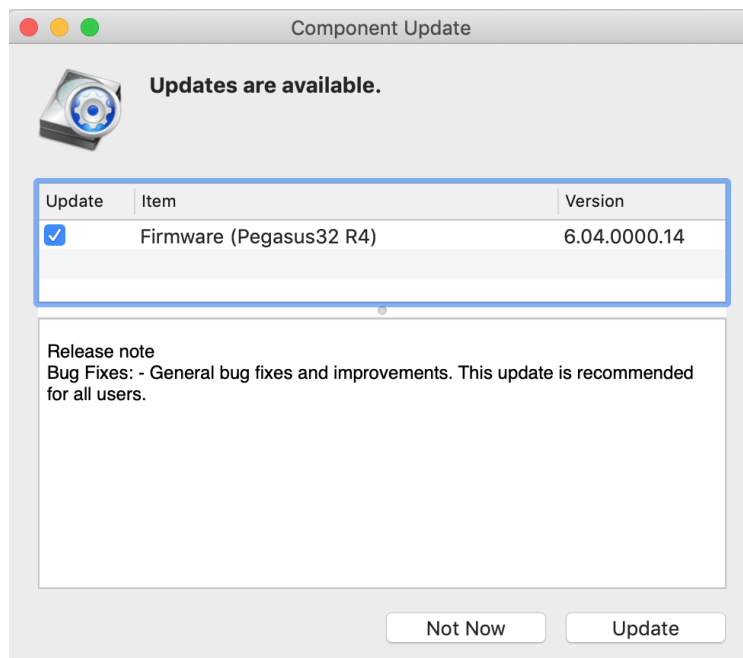 Component Update
Updates are available.
Update Item Version
Firmware (Pegasus32 R4) 6.04.0000.14
Release note
Bug Fixes: - General bug fixes and improvements. This update is recommended
for all users.
Not Now Update